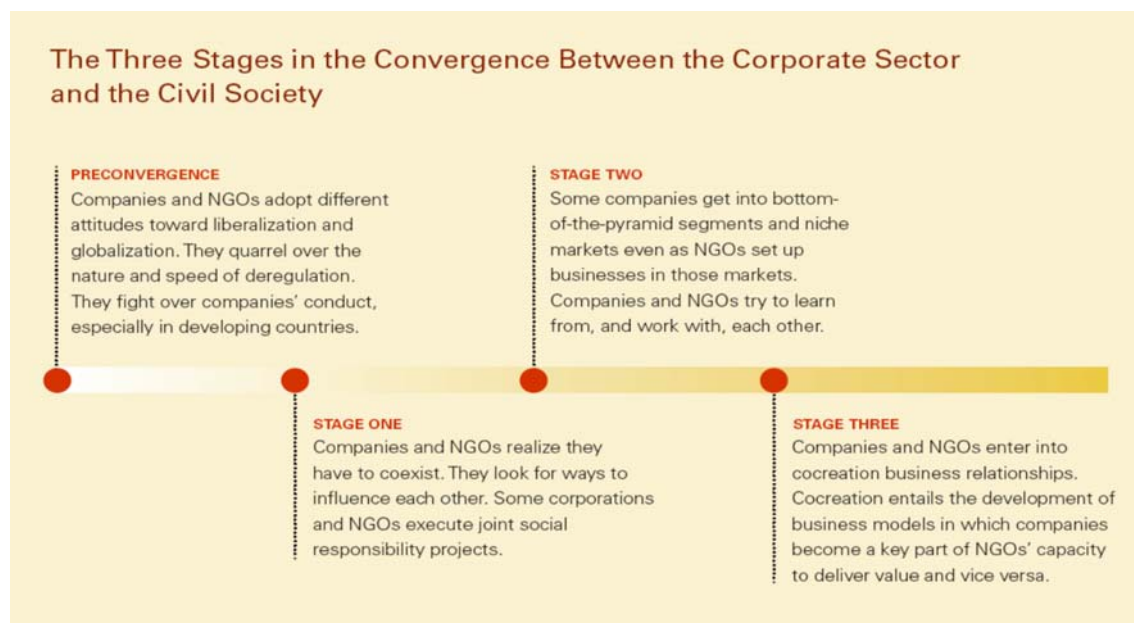 The Three Stages in the Convergence Between the Corporate Sector
and the Civil Society
PRECONVERGENCE
Companies and NGOs adopt different
attitudes toward liberalization and
globalization. They quarrel over the
nature and speed of deregulation.
They fight over companies' conduct,
especially in developing countries.
STAGE ONE
Companies and NGOs realize they
have to coexist. They look for ways to
influence each other. Some corporations
and NGOs execute joint social
responsibility projects.
STAGE TWO
Some companies get into bottom-
of-the-pyramid segments and niche
markets even as NGOs set up
businesses in those markets.
Companies and NGOs try to learn
from, and work with, each other.
STAGE THREE
Companies and NGOs enter into
cocreation business relationships.
Cocreation entails the development of
business models in which companies
become a key part of NGOs' capacity
to deliver value and vice versa.